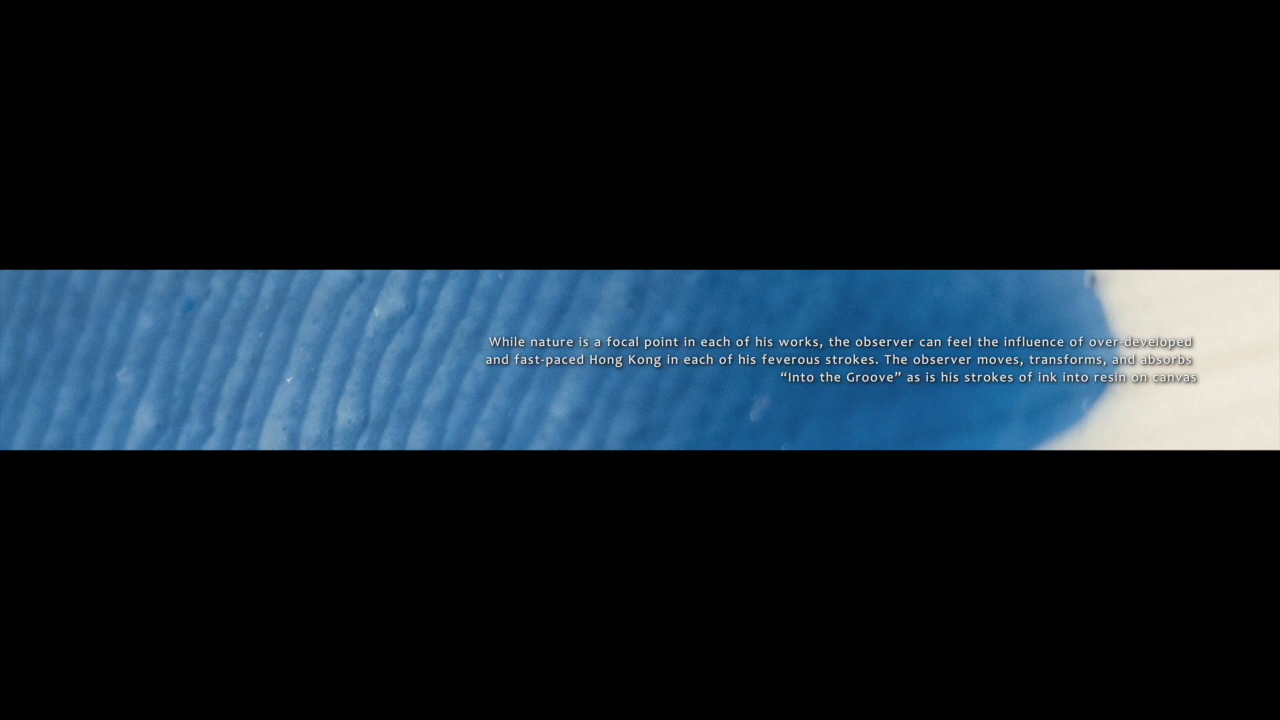 While nature is a focal point in each of his works, the observer can feel the influence of over-developed
and fast-paced Hong Kong in each of his feverous strokes. The observer moves, transforms, and absorbs
“Into the Groove” as is his strokes of ink into resin on canvas